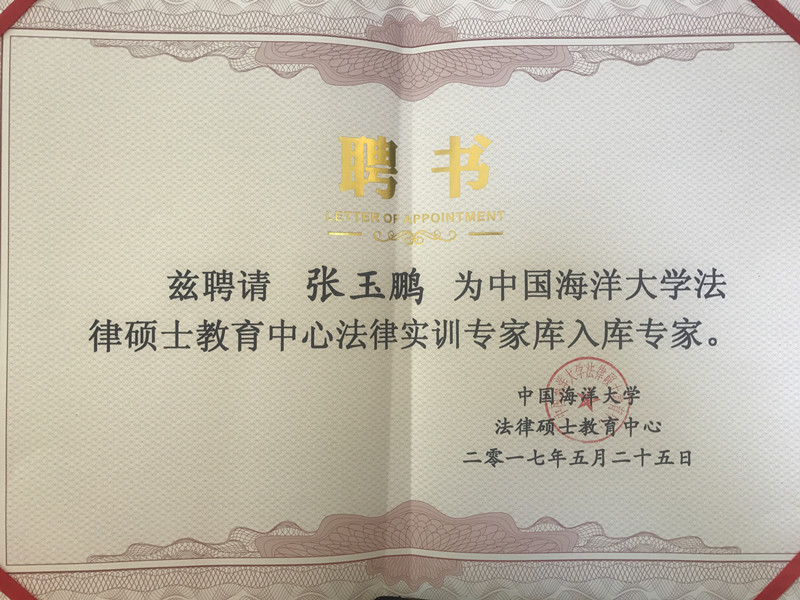 聘书
LETTER OF APPOINTMENT
兹聘请 张玉鹏 为中国海洋大学法
律硕士教育中心法律实训专家库入库专家。
中国海洋大学
法律硕士教育中心
二零一七年五月二十五日